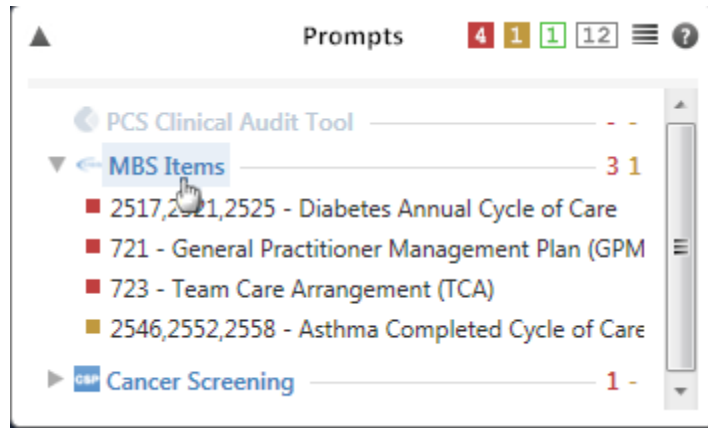 Prompts 4 1 1 12 ?
PCS Clinical Audit Tool - -
MBS Items 3 1
2517,2521,2525 - Diabetes Annual Cycle of Care
721 - General Practitioner Management Plan (GPM
723 - Team Care Arrangement (TCA)
2546,2552,2558 - Asthma Completed Cycle of Care
CSP Cancer Screening 1 -